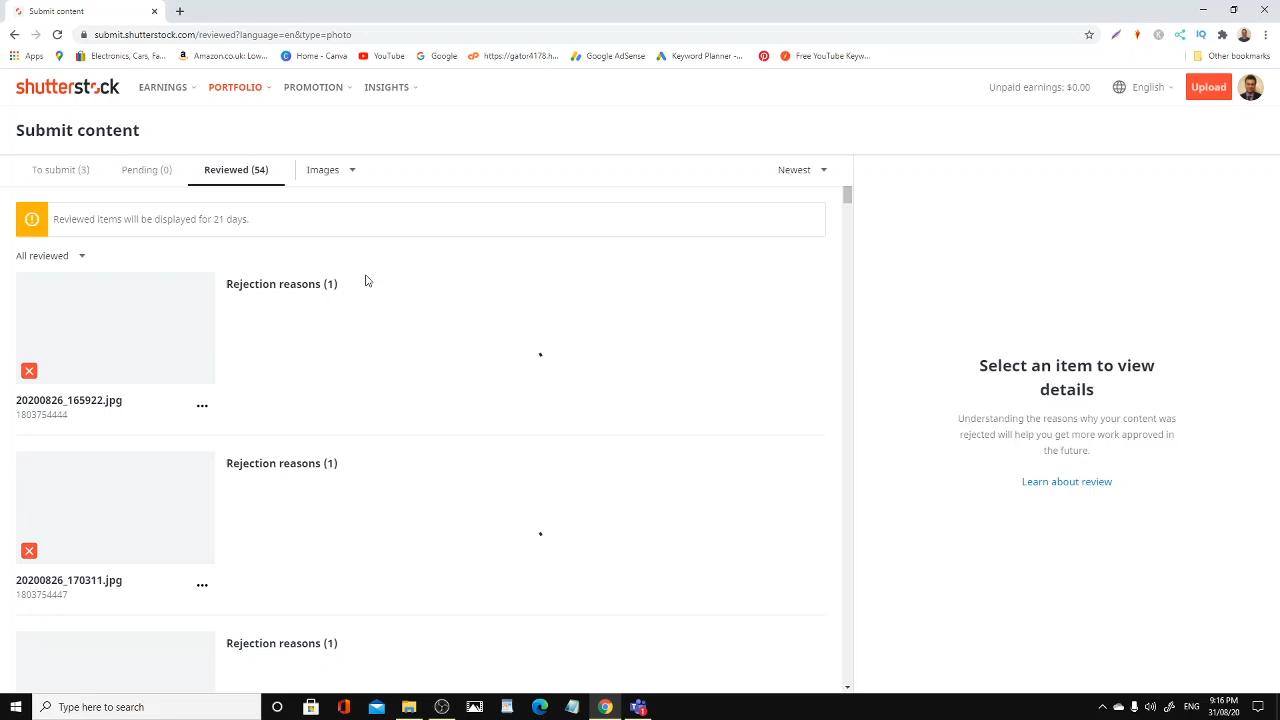 Submit content
submit.shutterstock.com/reviewed?language=en&type=photo
Apps
Electronics, Cars, F...
Amazon.co.uk: Low...
Home - Canva
YouTube
Google
https://gator4178.h...
Google AdSense
Keyword Planner -...
Free YouTube Keyw...
Other bookmarks
shutterstock
EARNINGS
PORTFOLIO
PROMOTION
INSIGHTS
Unpaid earnings: $0.00
English
Upload
Submit content
To submit (3)
Pending (0)
Reviewed (54)
Images
Newest
Reviewed items will be displayed for 21 days.
All reviewed
Rejection reasons (1)
20200826_165922.jpg
1803754444
Rejection reasons (1)
20200826_170311.jpg
1803754447
Rejection reasons (1)
Select an item to view
details
Understanding the reasons why your content was
rejected will help you get more work approved in
the future.
Learn about review
Type here to search
ENG
9:16 PM
31/08/20